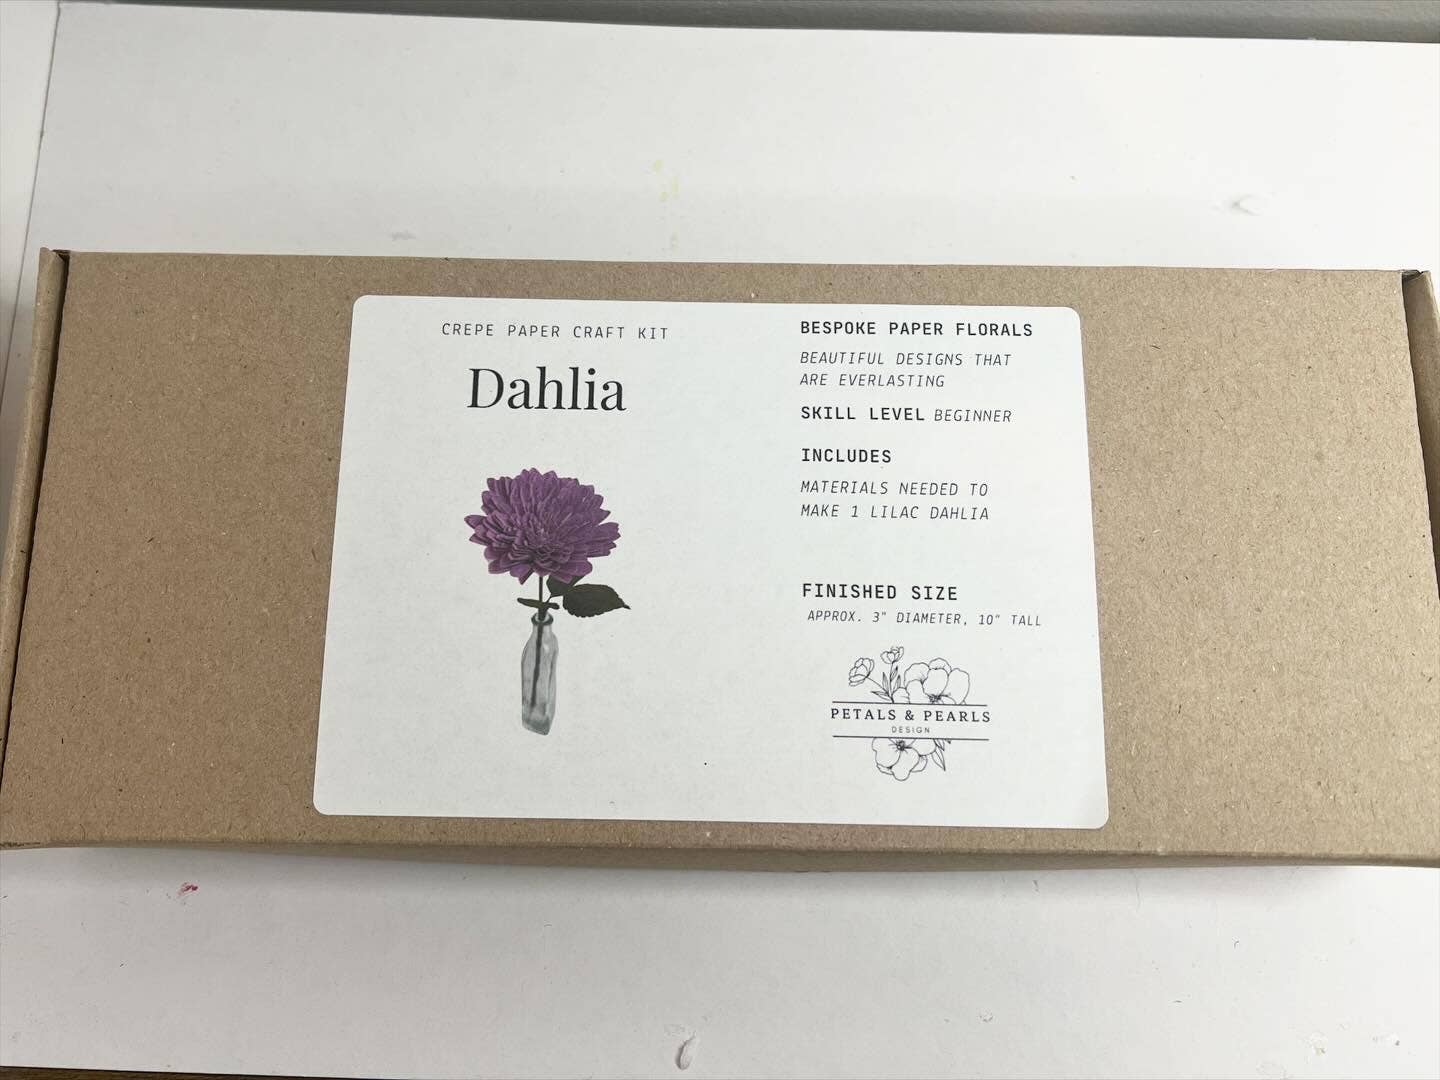 CREPE PAPER CRAFT KIT
Dahlia
BESPOKE PAPER FLORALS
BEAUTIFUL DESIGNS THAT
ARE EVERLASTING
SKILL LEVEL BEGINNER
INCLUDES
MATERIALS NEEDED TO
MAKE 1 LILAC DAHLIA
FINISHED SIZE
APPROX. 3" DIAMETER, 10" TALL
PETALS & PEARLS
DESIGN